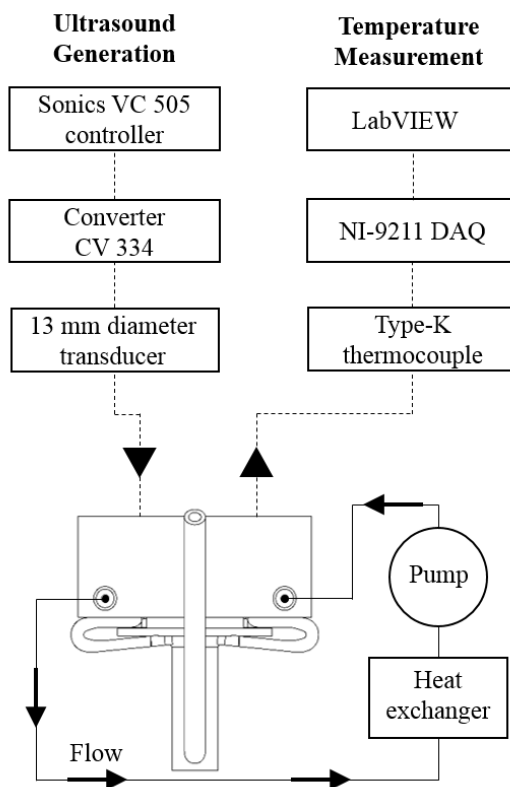 Ultrasound
Generation
Sonics VC 505
controller
Converter
CV 334
13 mm diameter
transducer
Temperature
Measurement
LabVIEW
NI-9211 DAQ
Type-K
thermocouple
Pump
Heat
exchanger
Flow